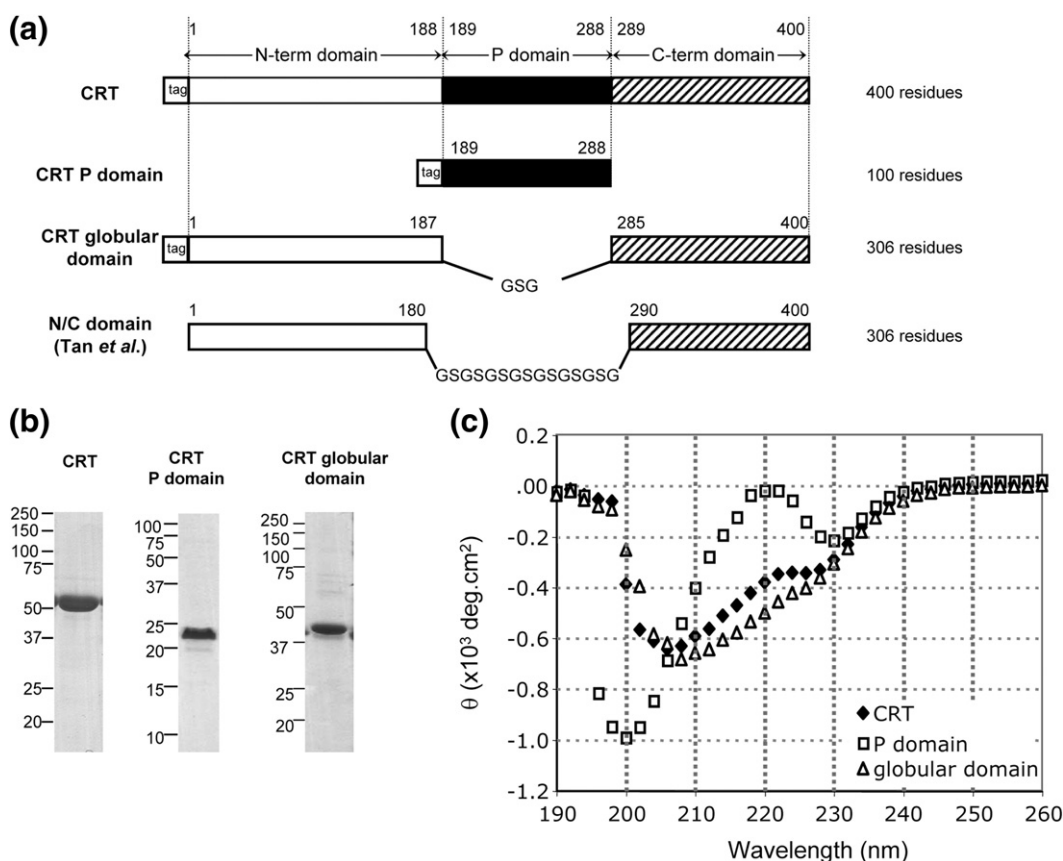 (a)
1 188 189 288 289 400
N-term domain P domain C-term domain
CRT tag 400 residues
189 288
CRT P domain tag 100 residues
1 187 285 400
CRT globular
domain tag 306 residues
GSG
1 180 290 400
N/C domain
(Tan et al.) 306 residues
GSGSGSGSGSGSGSG
(b)
CRT
250
150
100
75
50
37
25
20
CRT
P domain
100
75
50
37
25
20
15
10
CRT globular
domain
250
150
100
75
50
37
25
20
(c)
θ (x10³ deg.cm²)
0.2
.00
-0.2
-0.4
-0.6
-0.8
-1.0
-1.2
190 200 210 220 230 240 250 260
Wavelength (nm)
CRT
P domain
globular domain